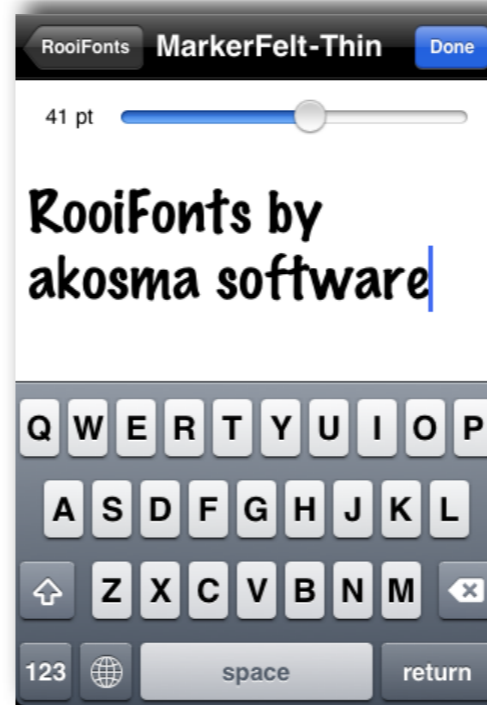 RooiFonts MarkerFelt-Thin Done
41 pt
RooiFonts by
akosma software
Q W E R T Y U I O P
A S D F G H J K L
Z X C V B N M
123 space return